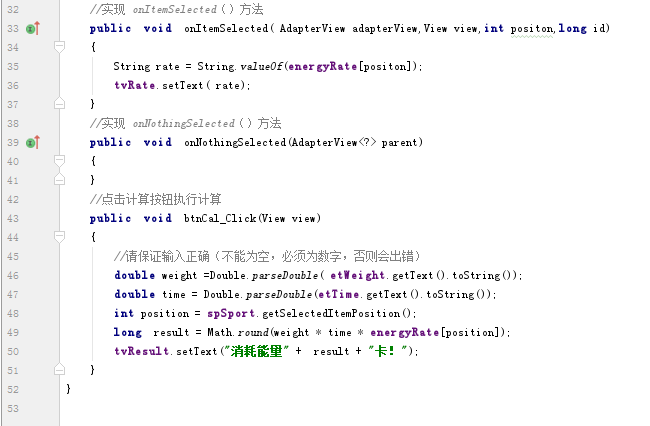 32 //实现 onItemSelected（）方法
33 public void onItemSelected( AdapterView adapterView,View view,int positon,long id)
34 {
35 String rate = String.valueOf(energyRate[positon]);
36 tvRate.setText( rate);
37 }
38 //实现 onNothingSelected（）方法
39 public void onNothingSelected(AdapterView<?> parent)
40 {
41 }
42 //点击计算按钮执行计算
43 public void btnCal_Click(View view)
44 {
45 //请保证输入正确（不能为空，必须为数字，否则会出错）
46 double weight =Double.parseDouble( etWeight.getText().toString());
47 double time = Double.parseDouble(etTime.getText().toString());
48 int position = spSport.getSelectedItemPosition();
49 long result = Math.round(weight * time * energyRate[position]);
50 tvResult.setText("消耗能量" + result + "卡！");
51 }
52 }
53